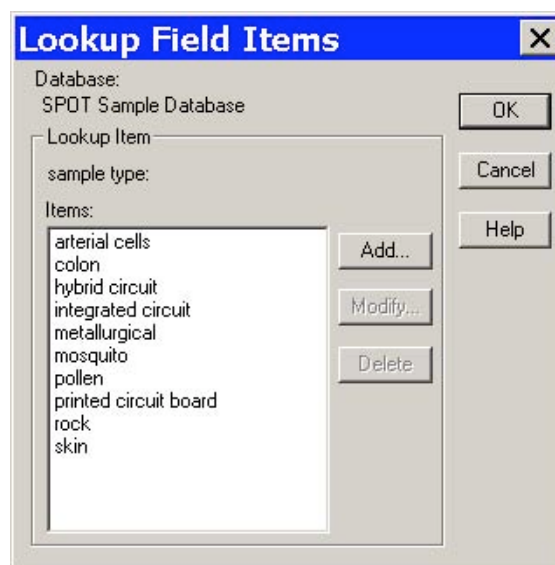 Lookup Field Items
Database:
SPOT Sample Database
OK
Lookup Item
sample type:
Cancel
Items:
Help
arterial cells
colon
hybrid circuit
integrated circuit
metallurgical
mosquito
pollen
printed circuit board
rock
skin
Add...
Modify...
Delete